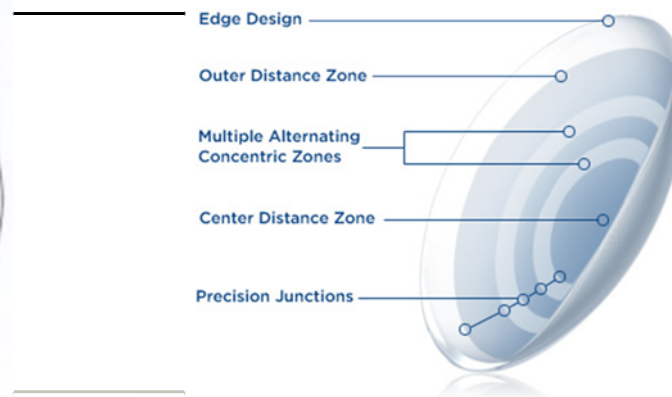 Edge Design
Outer Distance Zone
Multiple Alternating
Concentric Zones
Center Distance Zone
Precision Junctions